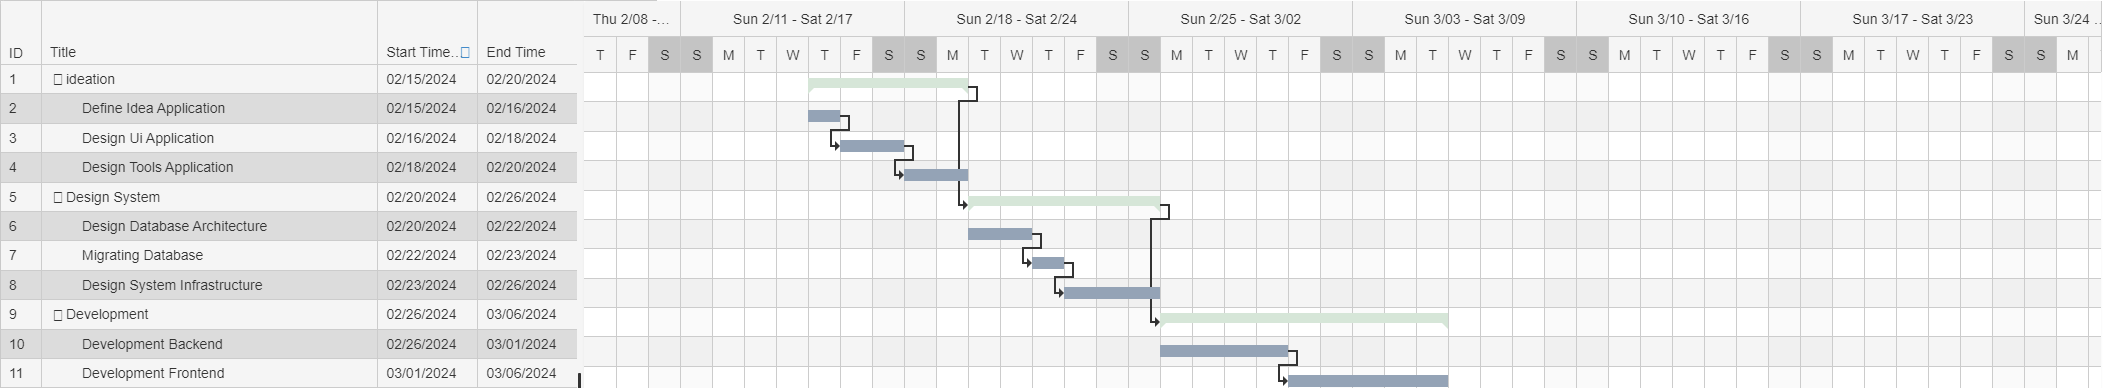 Thu 2/08 -... Sun 2/11 - Sat 2/17 Sun 2/18 - Sat 2/24 Sun 2/25 - Sat 3/02 Sun 3/03 - Sat 3/09 Sun 3/10 - Sat 3/16 Sun 3/17 - Sat 3/23 Sun 3/24 ..
ID Title Start Time.. End Time T F S S M T W T F S S M T W T F S S M T W T F S S M T W T F S S M T W T F S S M T W T F S S M
1 ideation 02/15/2024 02/20/2024
2 Define Idea Application 02/15/2024 02/16/2024
3 Design Ui Application 02/16/2024 02/18/2024
4 Design Tools Application 02/18/2024 02/20/2024
5 Design System 02/20/2024 02/26/2024
6 Design Database Architecture 02/20/2024 02/22/2024
7 Migrating Database 02/22/2024 02/23/2024
8 Design System Infrastructure 02/23/2024 02/26/2024
9 Development 02/26/2024 03/06/2024
10 Development Backend 02/26/2024 03/01/2024
11 Development Frontend 03/01/2024 03/06/2024